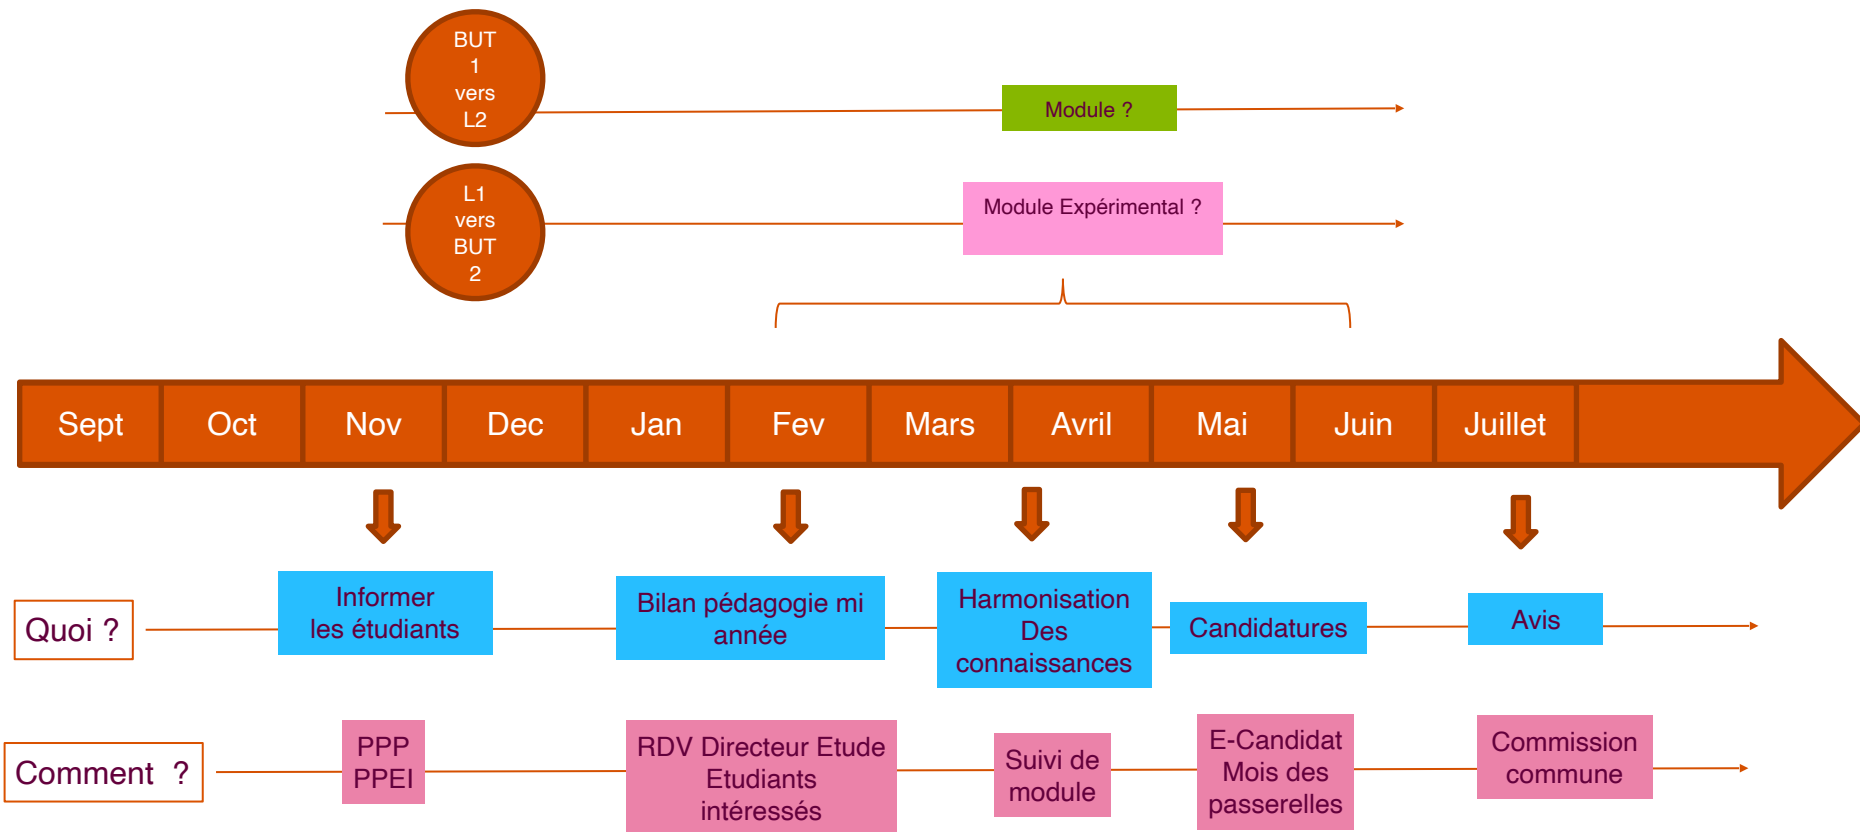 BUT
1
vers
L2
Module ?
L1
vers
BUT
2
Module Expérimental ?
Sept
Oct
Nov
Dec
Jan
Fev
Mars
Avril
Mai
Juin
Juillet
Quoi ?
Informer
les étudiants
Bilan pédagogie mi
année
Harmonisation
Des
connaissances
Candidatures
Avis
Comment ?
PPP
PPEI
RDV Directeur Etude
Etudiants
intéressés
Suivi de
module
E-Candidat
Mois des
passerelles
Commission
commune